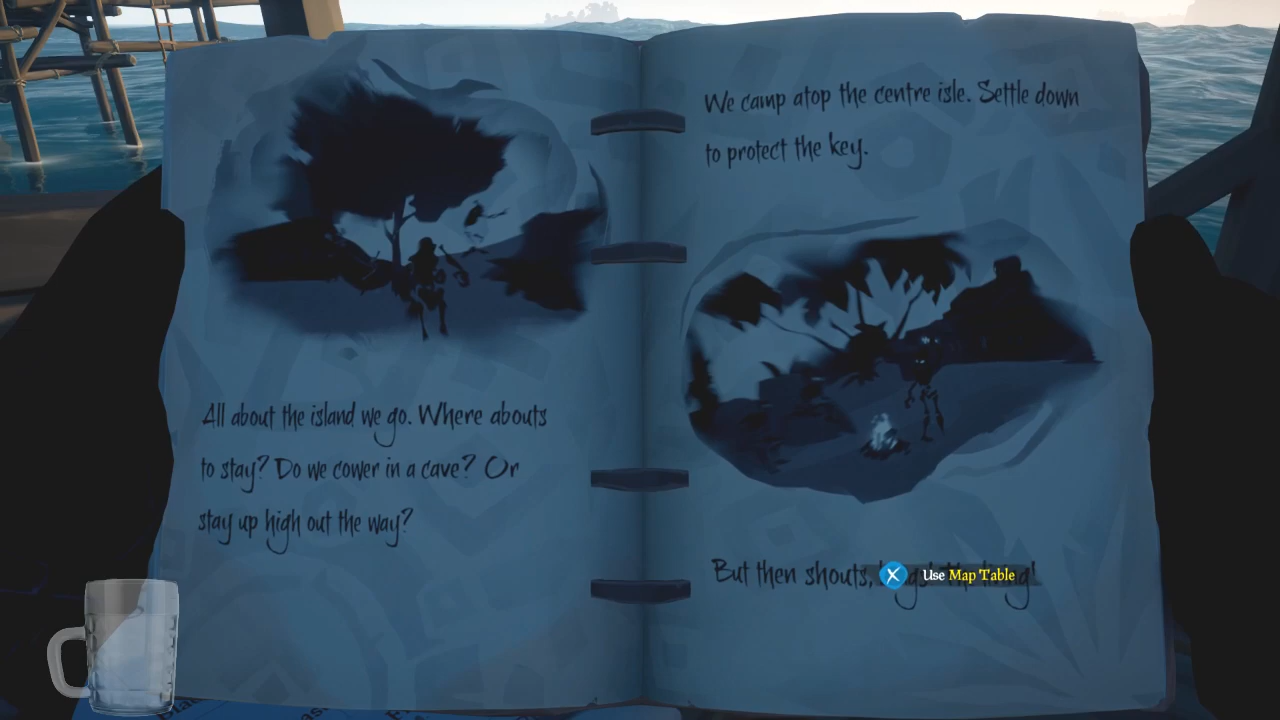 All about the island we go. Where abouts
to stay? Do we cower in a cave? Or
stay up high out the way?
We camp atop the centre isle. Settle down
to protect the key.
But then shouts,
Use Map Table